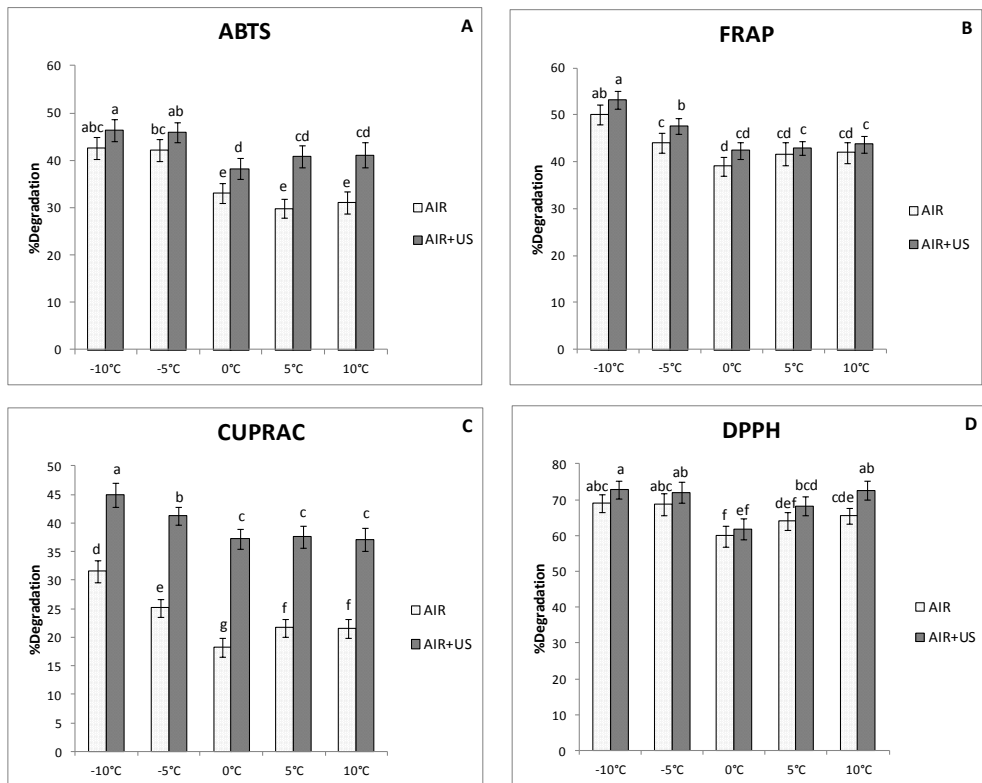 ABTS
A
%Degradation
60
50
40
30
20
10
0
abc
a
bc
ab
e
d
e
cd
e
cd
-10°C
-5°C
0°C
5°C
10°C
AIR
AIR+US
FRAP
B
%Degradation
60
50
40
30
20
10
0
ab
a
c
b
d
cd
cd
c
cd
c
-10°C
-5°C
0°C
5°C
10°C
AIR
AIR+US
CUPRAC
C
%Degradation
50
45
40
35
30
25
20
15
10
5
0
d
a
e
b
g
c
f
c
f
c
-10°C
-5°C
0°C
5°C
10°C
AIR
AIR+US
DPPH
D
%Degradation
80
70
60
50
40
30
20
10
0
abc
a
abc
ab
f
ef
def
bcd
cde
ab
-10°C
-5°C
0°C
5°C
10°C
AIR
AIR+US